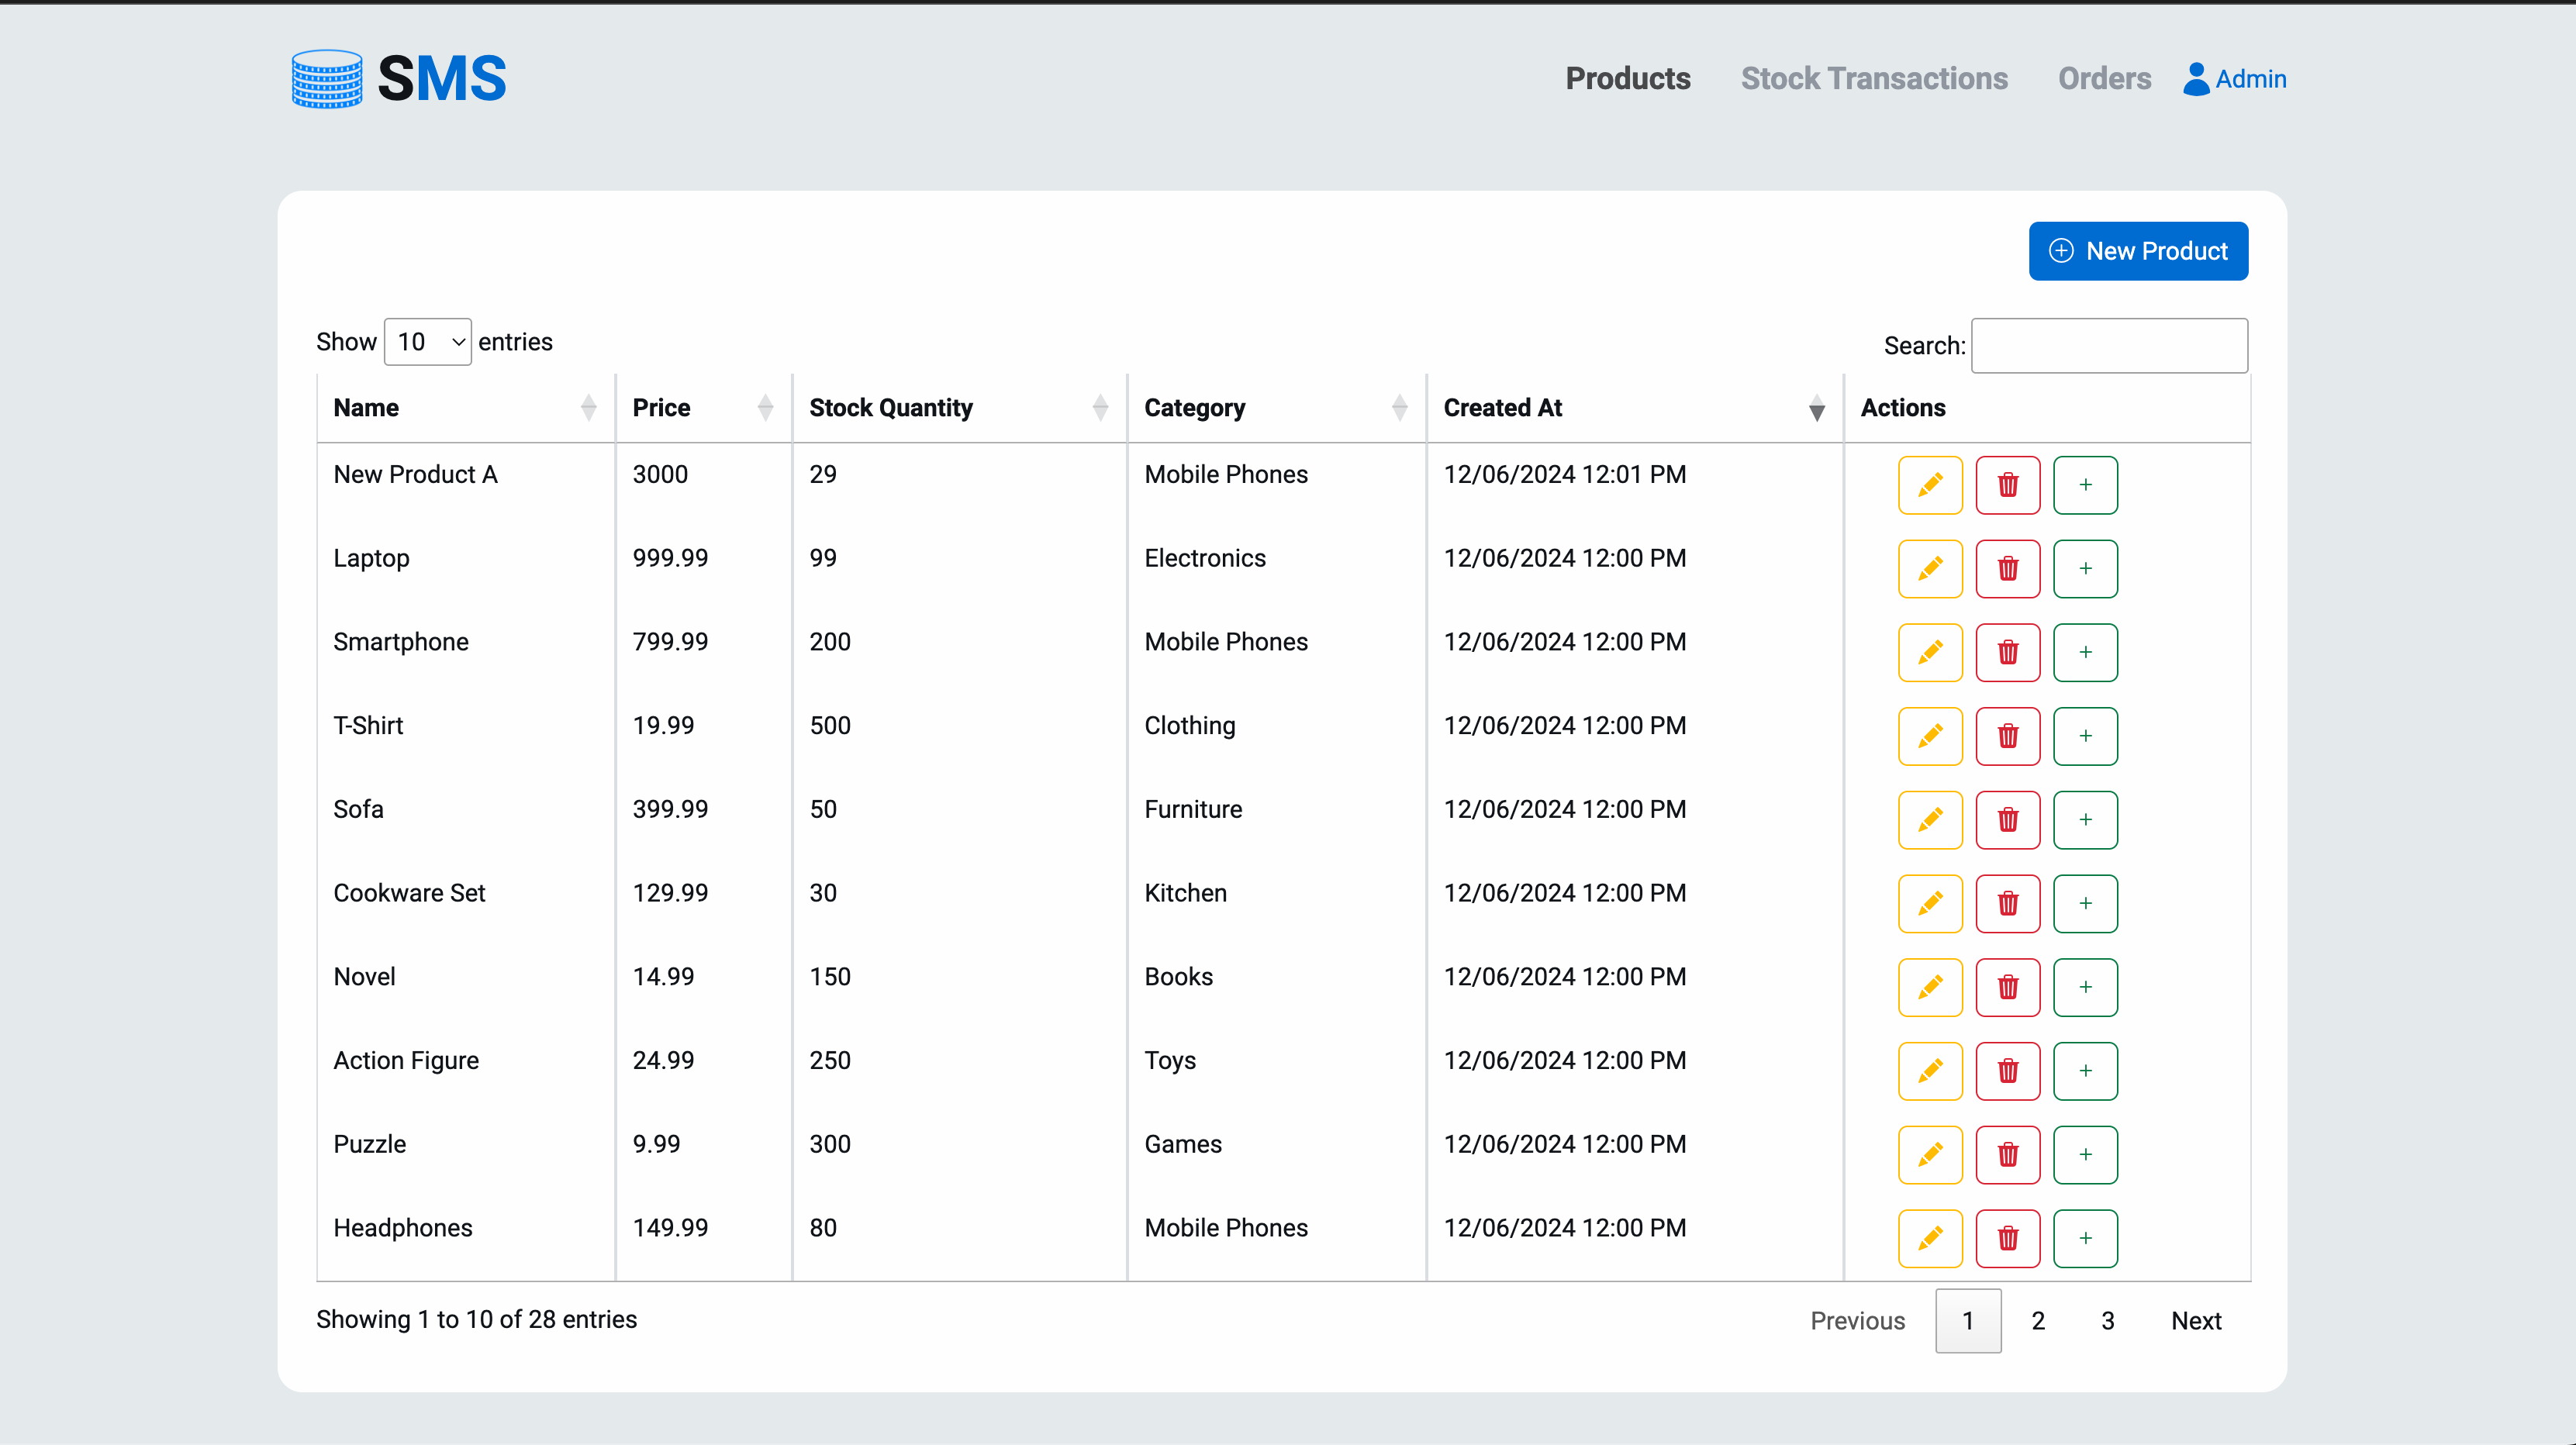 SMS
Products Stock Transactions Orders Admin
New Product
Show 10 entries Search:
Name Price Stock Quantity Category Created At Actions
New Product A 3000 29 Mobile Phones 12/06/2024 12:01 PM +
Laptop 999.99 99 Electronics 12/06/2024 12:00 PM +
Smartphone 799.99 200 Mobile Phones 12/06/2024 12:00 PM +
T-Shirt 19.99 500 Clothing 12/06/2024 12:00 PM +
Sofa 399.99 50 Furniture 12/06/2024 12:00 PM +
Cookware Set 129.99 30 Kitchen 12/06/2024 12:00 PM +
Novel 14.99 150 Books 12/06/2024 12:00 PM +
Action Figure 24.99 250 Toys 12/06/2024 12:00 PM +
Puzzle 9.99 300 Games 12/06/2024 12:00 PM +
Headphones 149.99 80 Mobile Phones 12/06/2024 12:00 PM +
Showing 1 to 10 of 28 entries Previous 1 2 3 Next